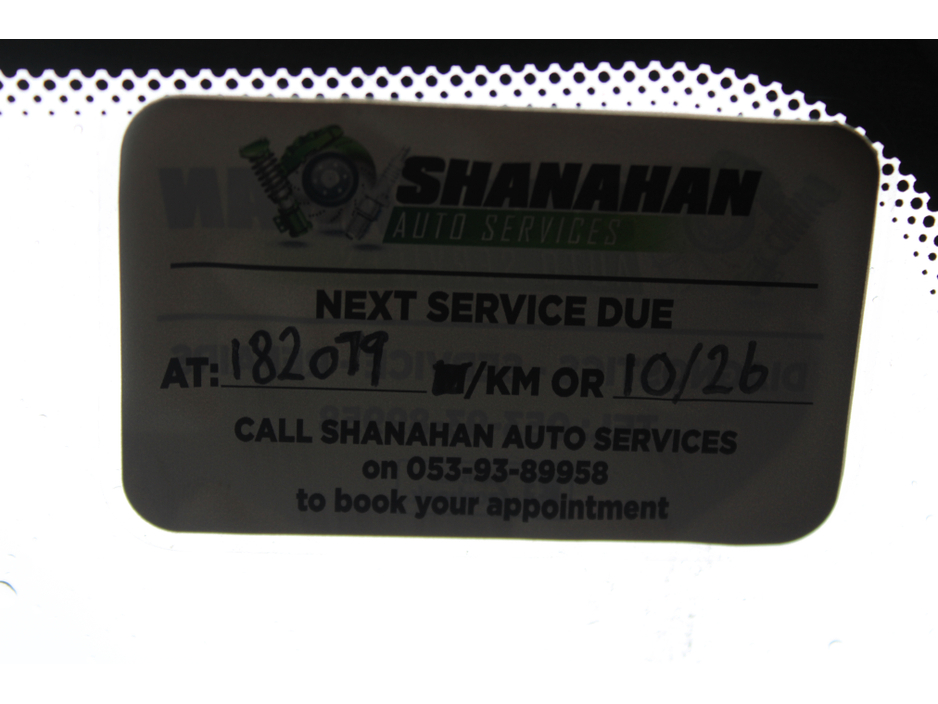 SHANAHAN
AUTO SERVICES
NEXT SERVICE DUE
AT: 182079 /KM OR 10/26
CALL SHANAHAN AUTO SERVICES
on 053-93-89958
to book your appointment